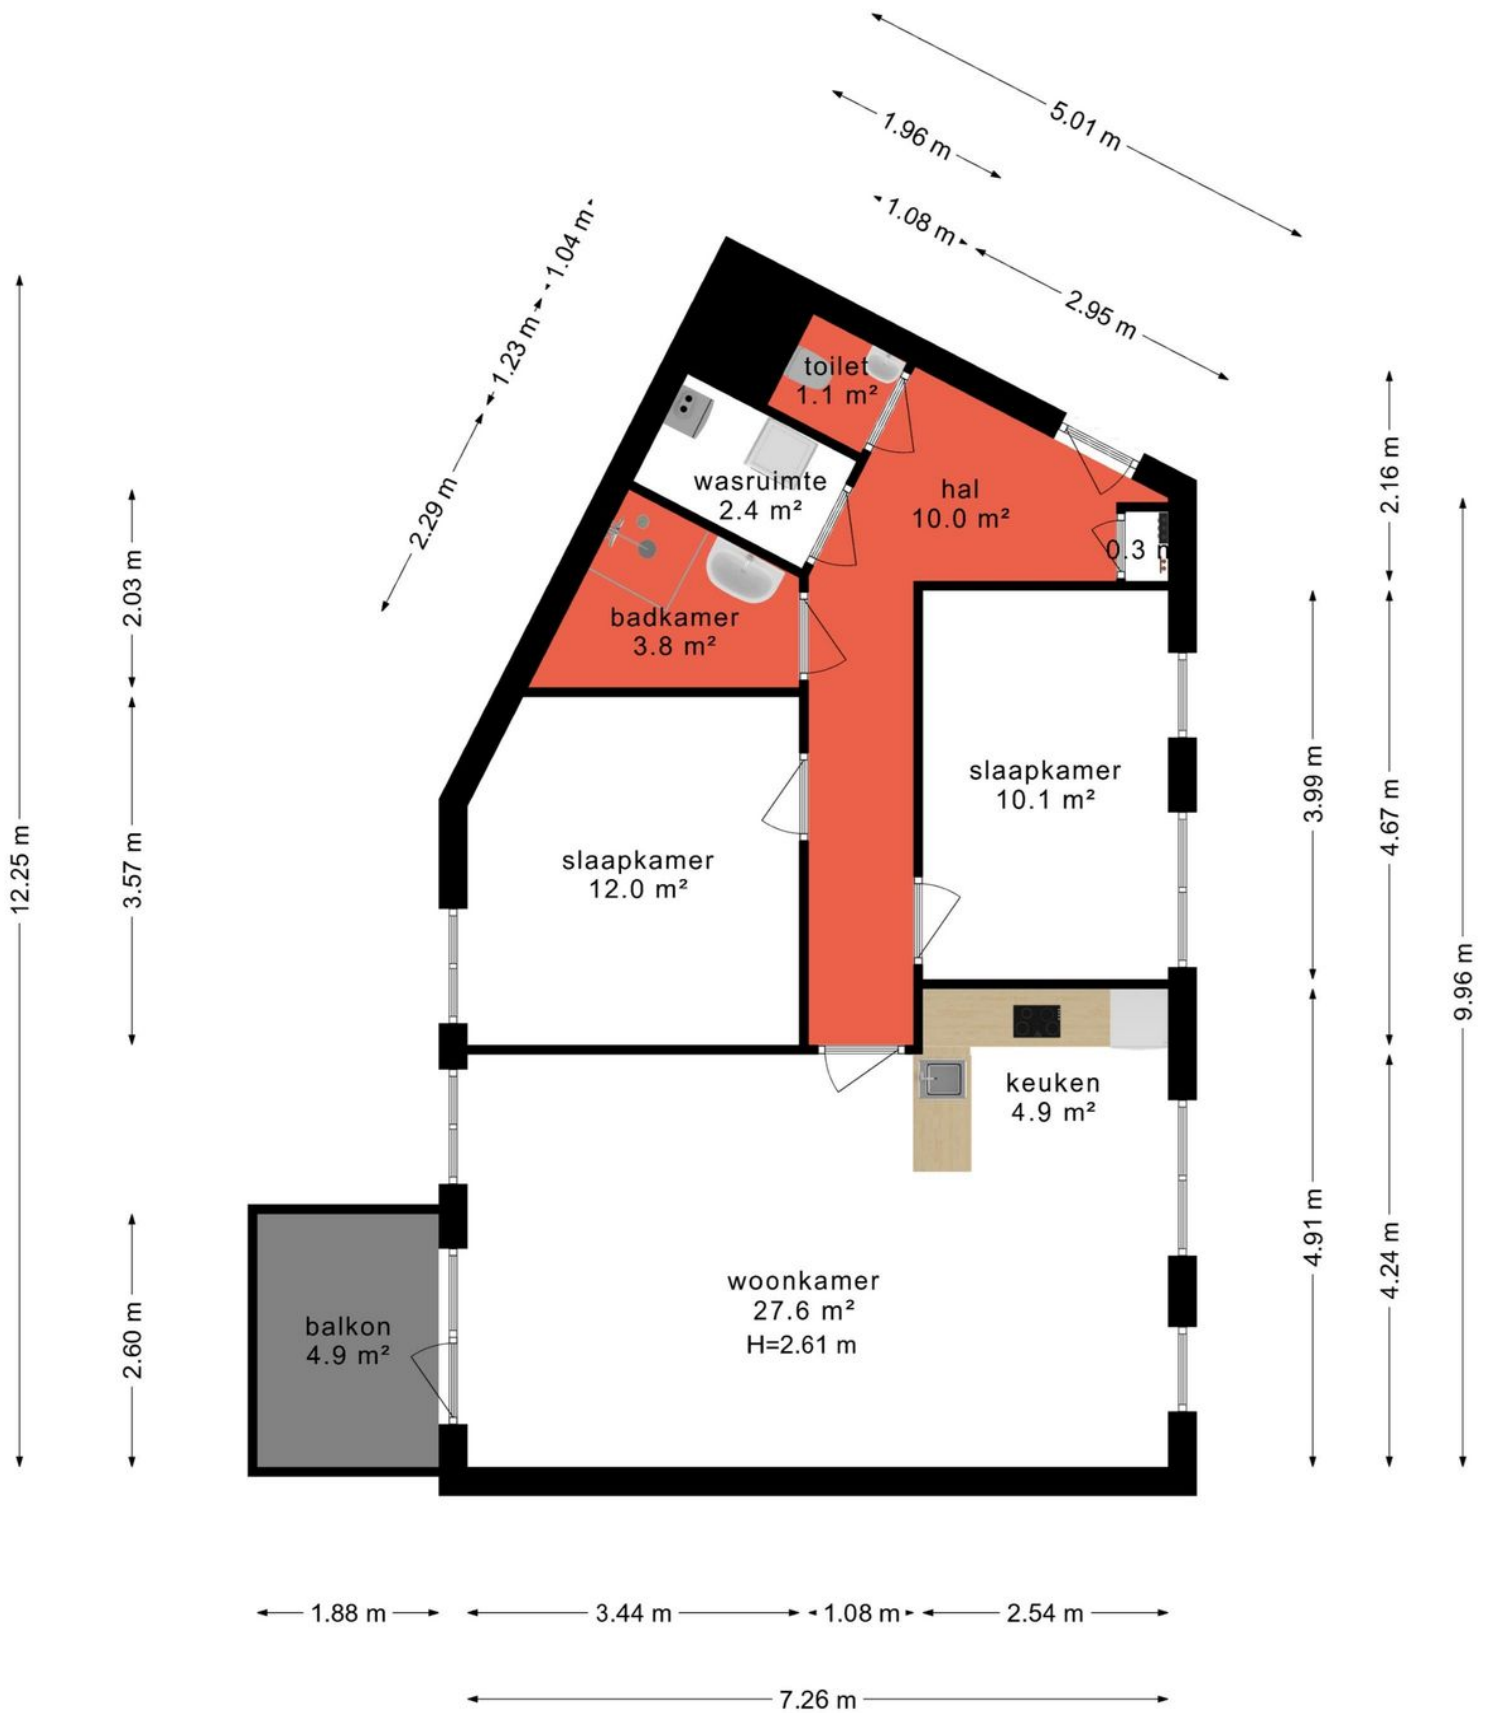 5.01 m
1.96 m
1.08 m
2.95 m
1.04 m
1.23 m
2.29 m
toilet
1.1 m²
wasruimte
2.4 m²
hal
10.0 m²
0.3
2.16 m
badkamer
3.8 m²
2.03 m
slaapkamer
10.1 m²
slaapkamer
12.0 m²
3.57 m
12.25 m
3.99 m
4.67 m
9.96 m
keuken
4.9 m²
woonkamer
27.6 m²
H=2.61 m
balkon
4.9 m²
2.60 m
4.91 m
4.24 m
1.88 m
3.44 m
1.08 m
2.54 m
7.26 m